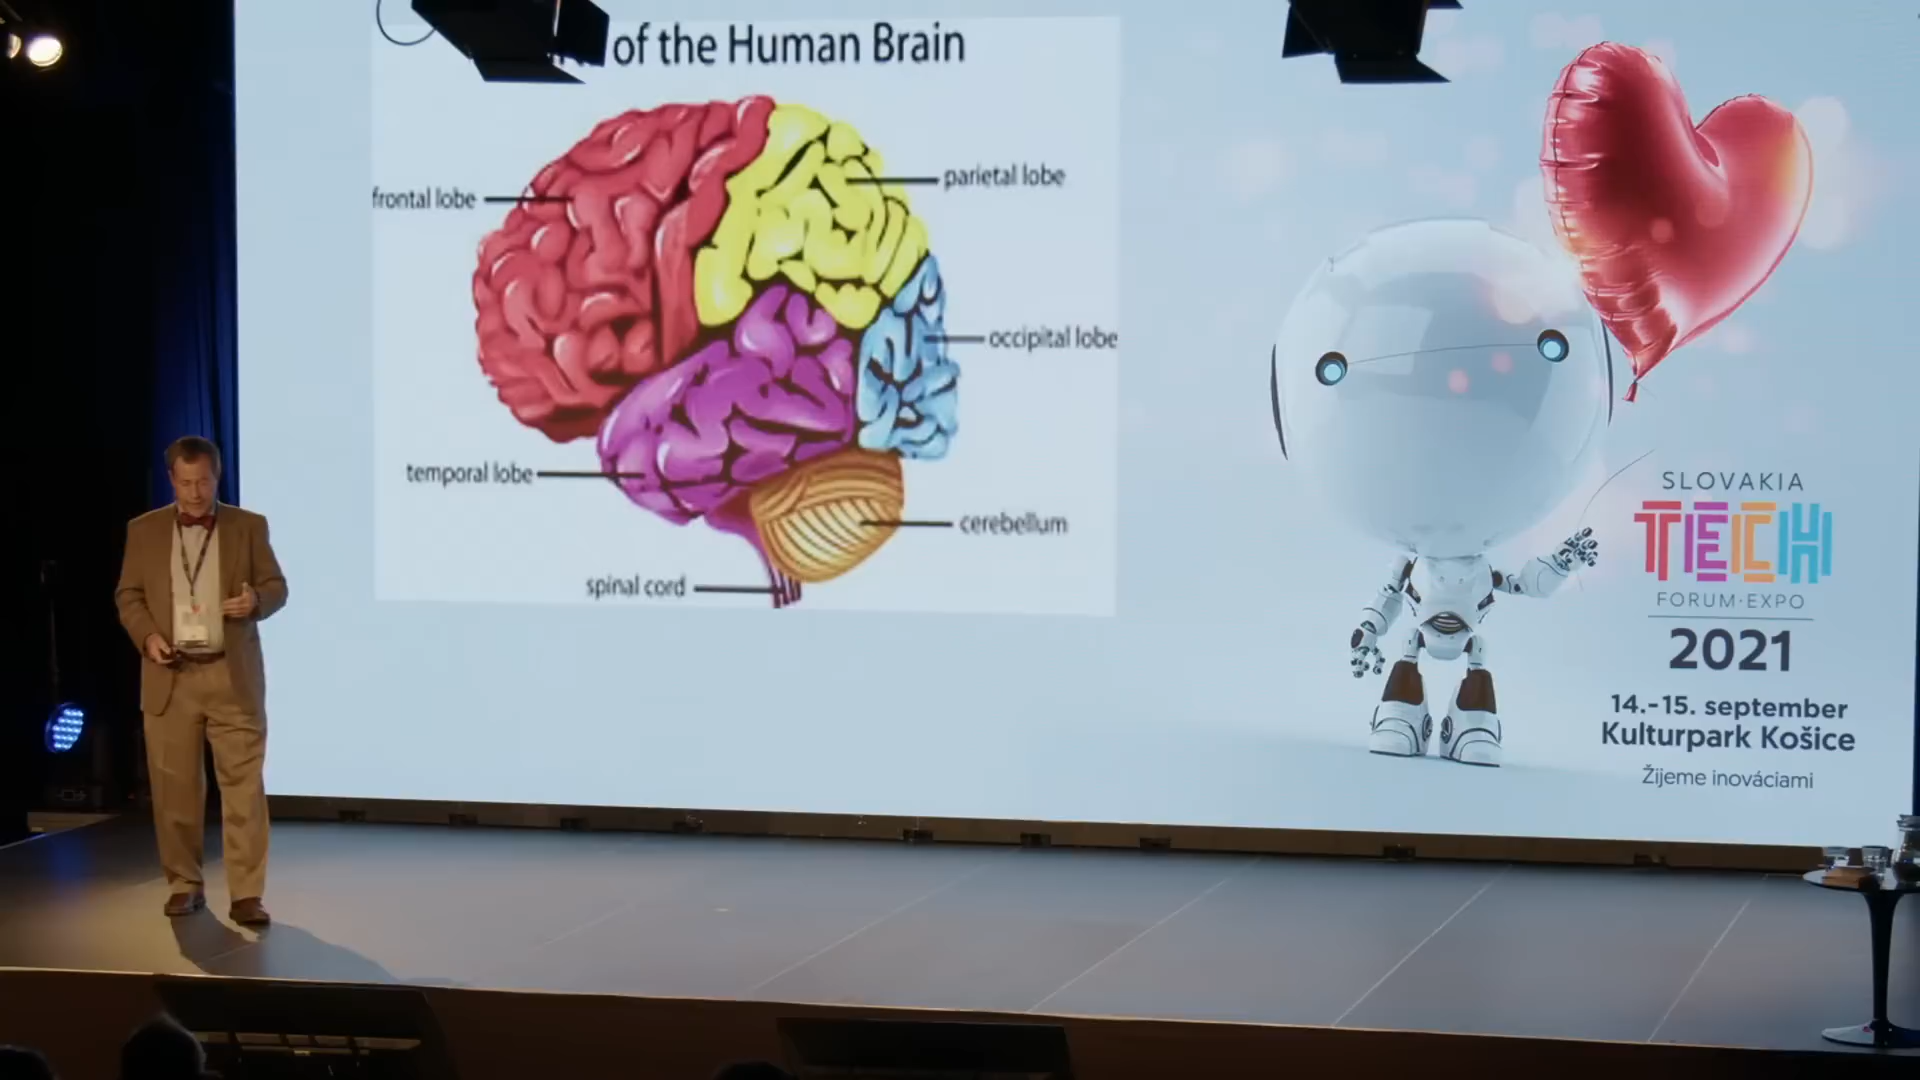 of the Human Brain
frontal lobe
parietal lobe
occipital lobe
temporal lobe
cerebellum
spinal cord
SLOVAKIA
TECH
FORUM·EXPO
2021
14.-15. september
Kulturpark Košice
Žijeme inováciami